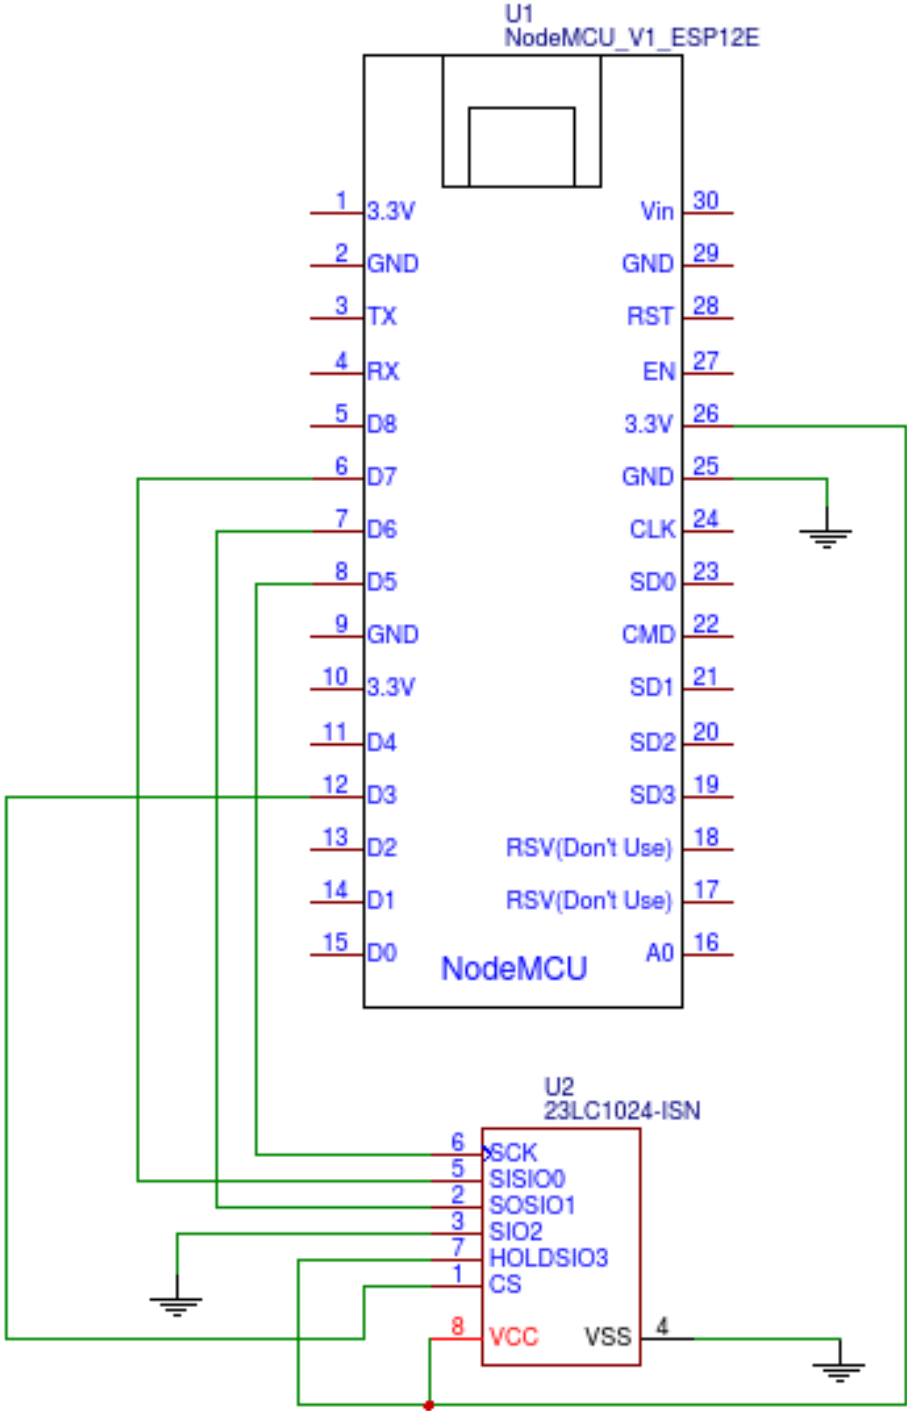 U1
NodeMCU_V1_ESP12E
1 3.3V Vin 30
2 GND GND 29
3 TX RST 28
4 RX EN 27
5 D8 3.3V 26
6 D7 GND 25
7 D6 CLK 24
8 D5 SD0 23
9 GND CMD 22
10 3.3V SD1 21
11 D4 SD2 20
12 D3 SD3 19
13 D2 RSV(Don't Use) 18
14 D1 RSV(Don't Use) 17
15 D0 A0 16
NodeMCU
U2
23LC1024-ISN
6 SCK
5 SISIO0
2 SOSIO1
3 SIO2
7 HOLDSIO3
1 CS
8 VCC VSS 4